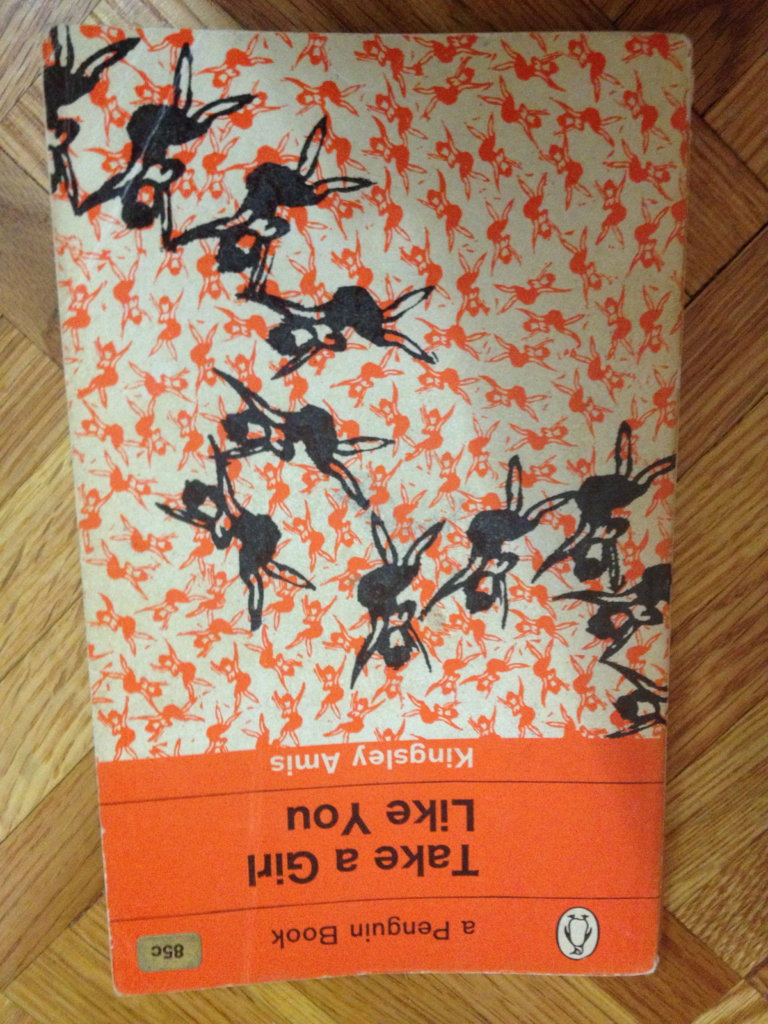 a Penguin Book
85c
Take a Girl
Like You
Kingsley Amis